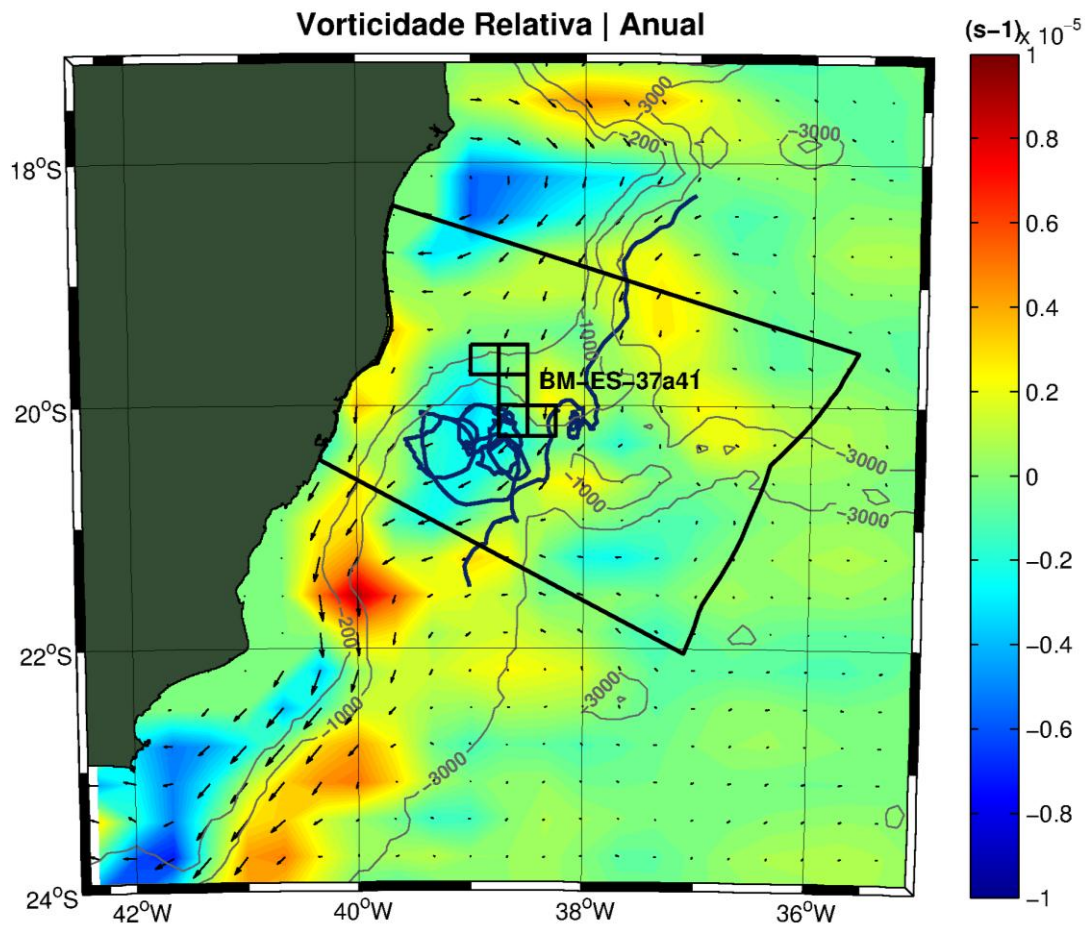 Vorticidade Relativa | Anual
(s−1)
x 10⁻⁵
1
0.8
0.6
0.4
0.2
0
−0.2
−0.4
−0.6
−0.8
−1
−3000
−200
−3000
18°S
−1000
BM−ES−37a41
20°S
−3000
−1000
−3000
−200
22°S
−3000
−1000
−3000
24°S
42°W
40°W
38°W
36°W